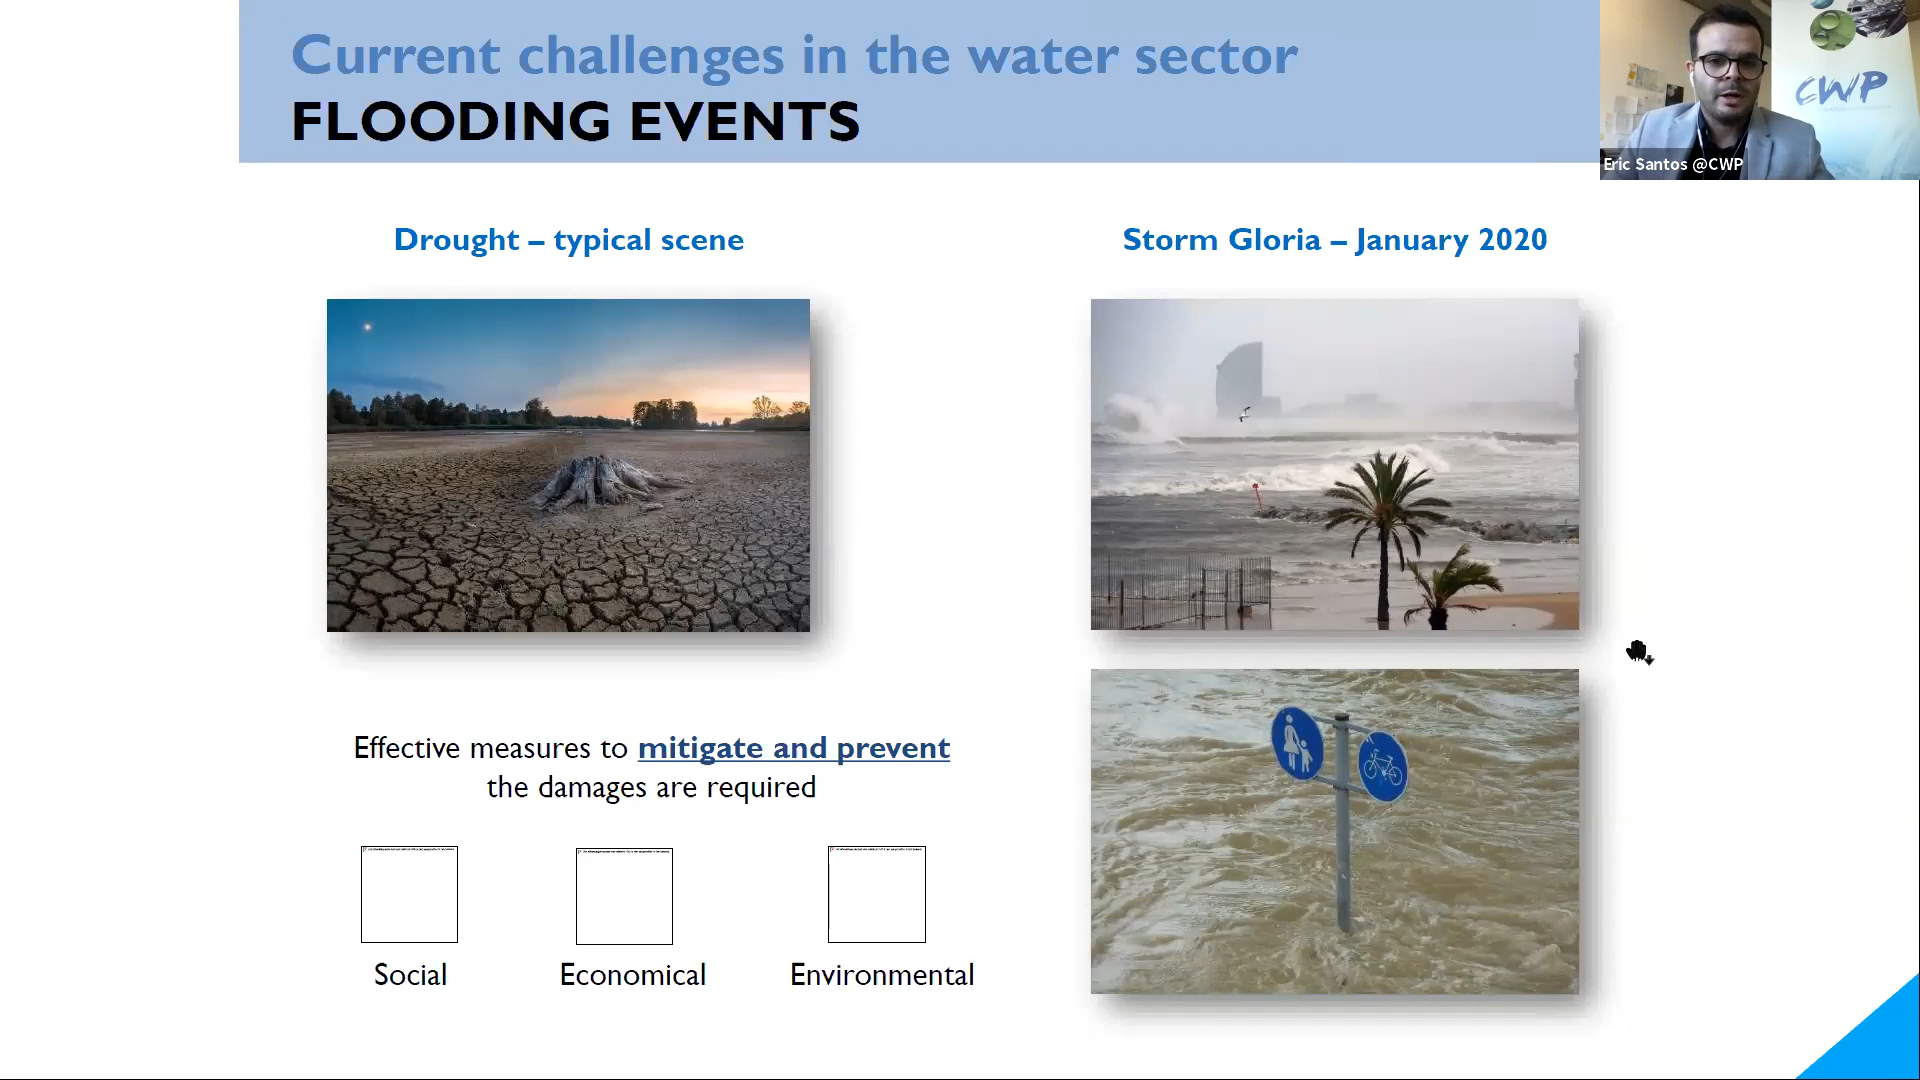 Current challenges in the water sector
FLOODING EVENTS
CWP
Eric Santos @CWP
Drought – typical scene
Storm Gloria – January 2020
Effective measures to mitigate and prevent
the damages are required
Social
Economical
Environmental